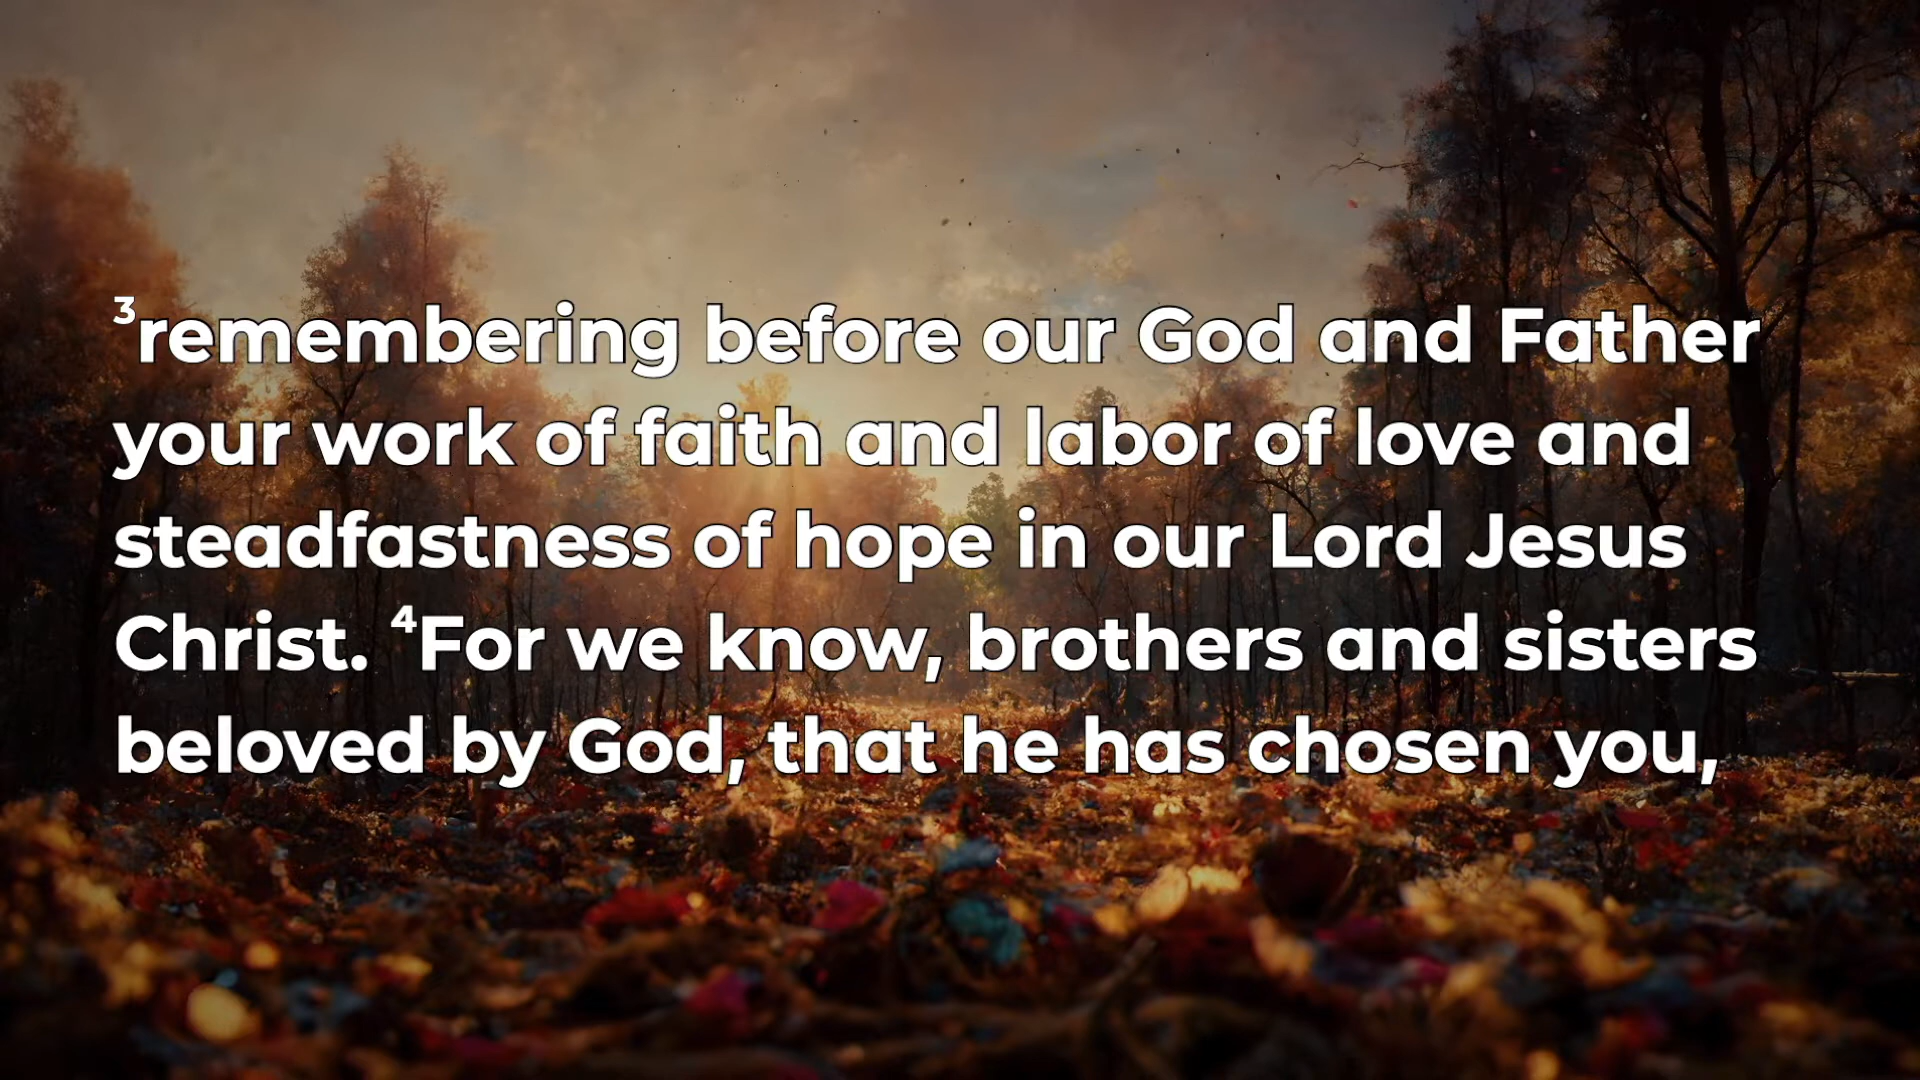 ³remembering before our God and Father
your work of faith and labor of love and
steadfastness of hope in our Lord Jesus
Christ. ⁴For we know, brothers and sisters
beloved by God, that he has chosen you,